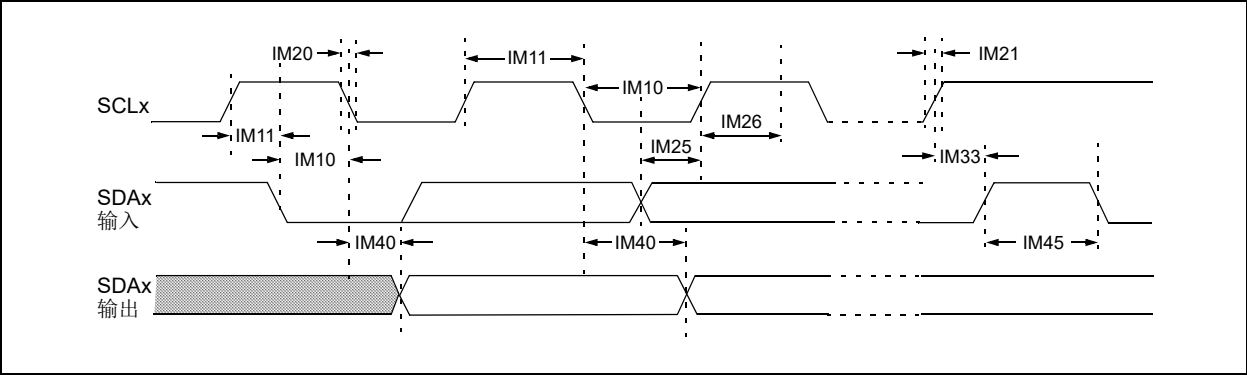 IM20
IM11
IM21
IM10
SCLx
IM11
IM26
IM10
IM25
IM33
SDAx
输入
IM40
IM40
IM45
SDAx
输出